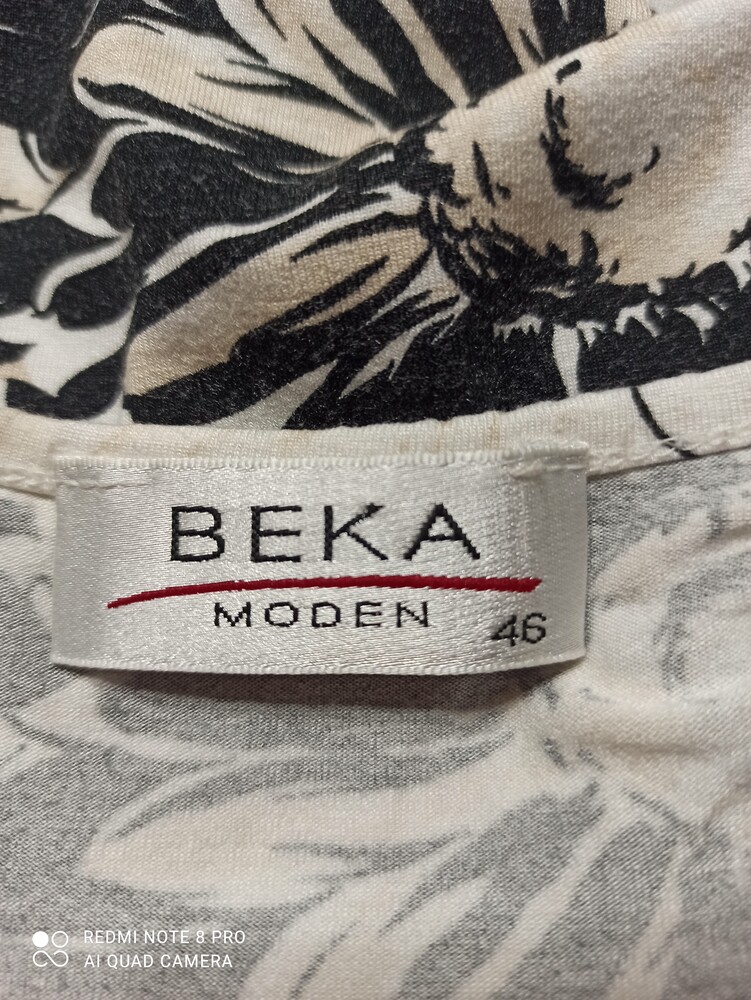 BEKA
MODEN
46
REDMI NOTE 8 PRO
AI QUAD CAMERA